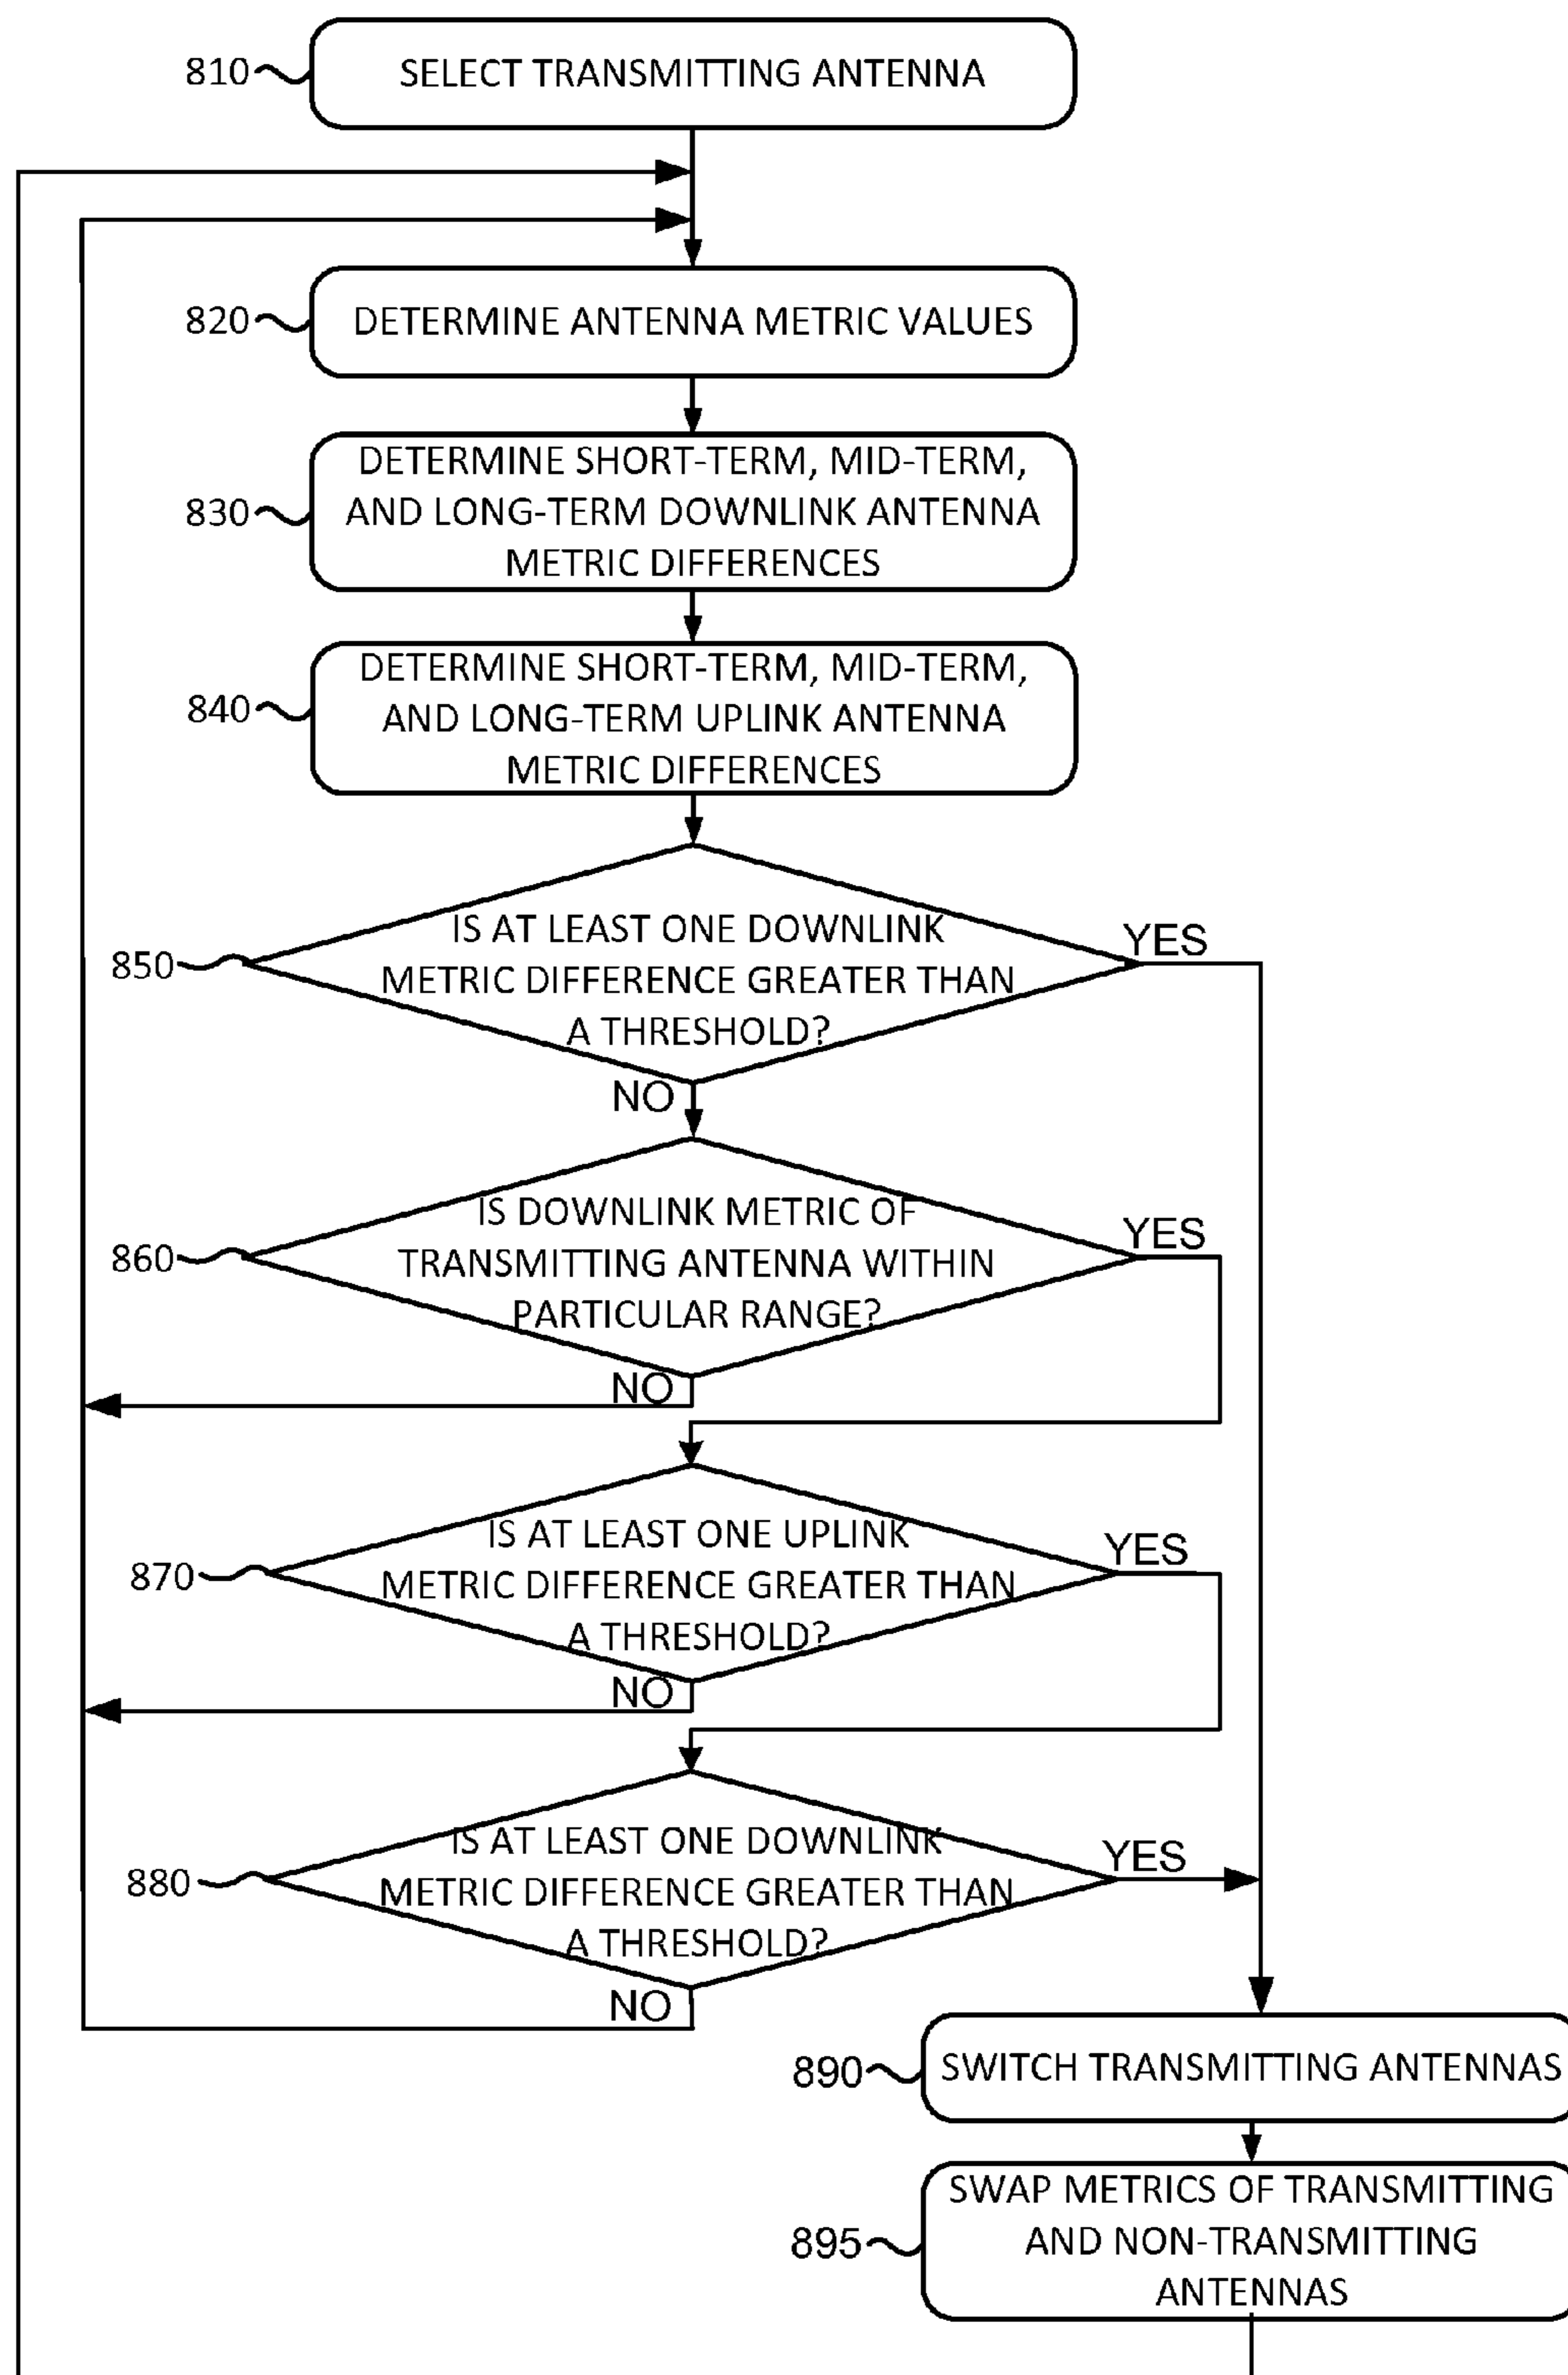 810
SELECT TRANSMITTING ANTENNA
820
DETERMINE ANTENNA METRIC VALUES
830
DETERMINE SHORT-TERM, MID-TERM,
AND LONG-TERM DOWNLINK ANTENNA
METRIC DIFFERENCES
840
DETERMINE SHORT-TERM, MID-TERM,
AND LONG-TERM UPLINK ANTENNA
METRIC DIFFERENCES
850
IS AT LEAST ONE DOWNLINK
METRIC DIFFERENCE GREATER THAN
A THRESHOLD?
YES
NO
860
IS DOWNLINK METRIC OF
TRANSMITTING ANTENNA WITHIN
PARTICULAR RANGE?
YES
NO
870
IS AT LEAST ONE UPLINK
METRIC DIFFERENCE GREATER THAN
A THRESHOLD?
YES
NO
880
IS AT LEAST ONE DOWNLINK
METRIC DIFFERENCE GREATER THAN
A THRESHOLD?
YES
NO
890
SWITCH TRANSMITTING ANTENNAS
895
SWAP METRICS OF TRANSMITTING
AND NON-TRANSMITTING
ANTENNAS